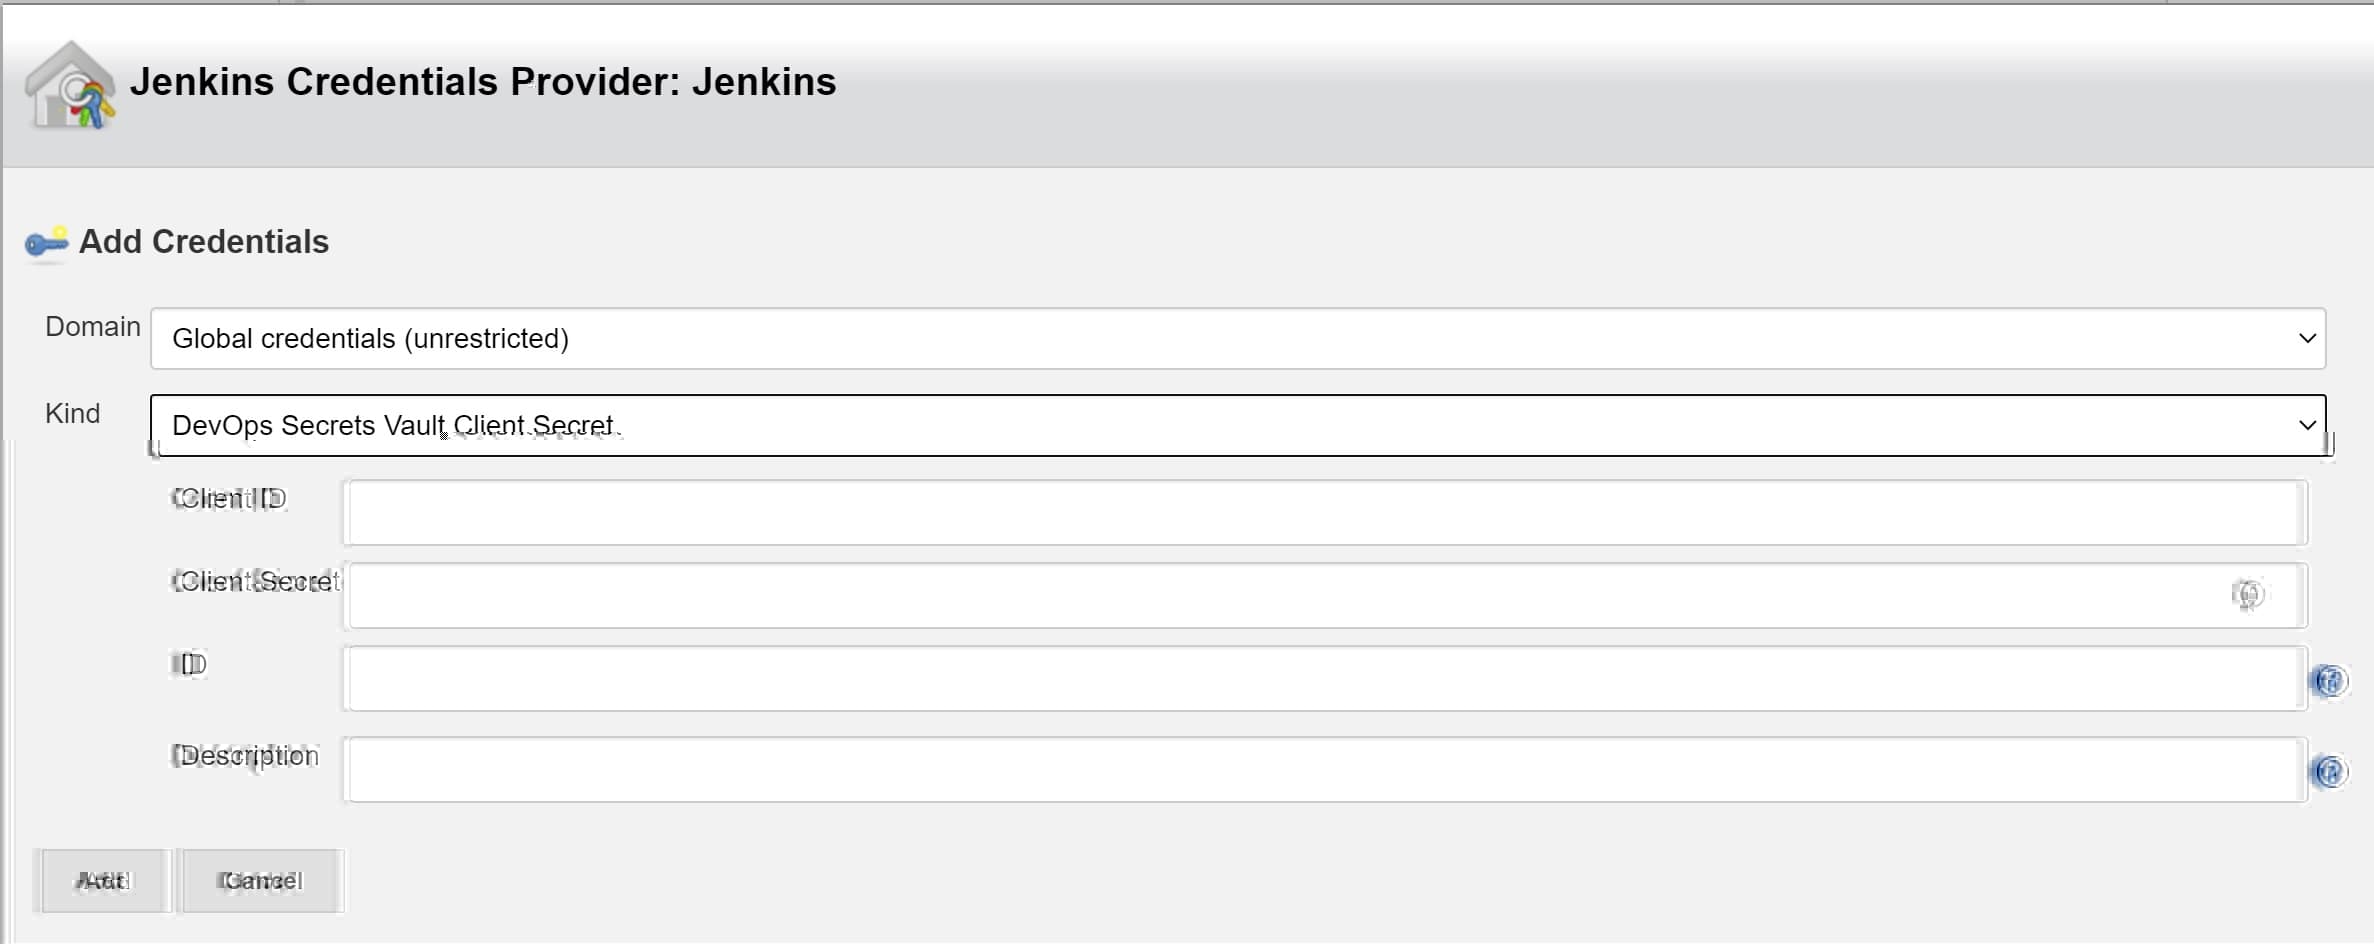 Jenkins Credentials Provider: Jenkins
Add Credentials
Domain
Global credentials (unrestricted)
Kind
DevOps Secrets Vault Client Secret
Client ID
Client Secret
ID
Description
Add
Cancel